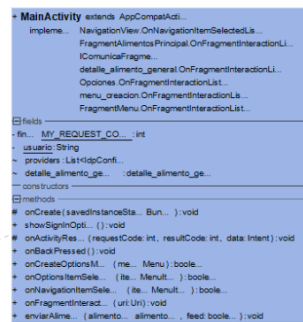 + MainActivity extends AppCompatActi...
impleme... NavigationView.OnNavigationItemSelectedLis...
FragmentAlimentosPrincipal.OnFragmentInteractionLi...
IComunicaFragme...
detalle_alimento_general.OnFragmentInteractionLi...
Opciones.OnFragmentInteractionList...
menu_creacion.OnFragmentInteractionLis...
FragmentMenu.OnFragmentInteractionList...
fields
- fin... MY_REQUEST_CO... : int
- usuario: String
~ providers : List<IdpConfi...
~ detalle_alimento_ge... : detalle_alimento_ge...
constructors
methods
# onCreate (savedInstanceSta... Bun... ) : void
+ showSignInOpti... () : void
# onActivityRes... (requestCode: int, resultCode: int, data: Intent) : void
+ onBackPressed () : void
+ onCreateOptionsM... (me... Menu) : boole...
+ onOptionsItemSele... (ite... MenuIt... ) : boole...
+ onNavigationItemSele... (ite... MenuIt... ) : boole...
+ onFragmentInteract... (uri: Uri) : void
+ enviarAlime... (alimento... alimento... , feed: boole... ) : void